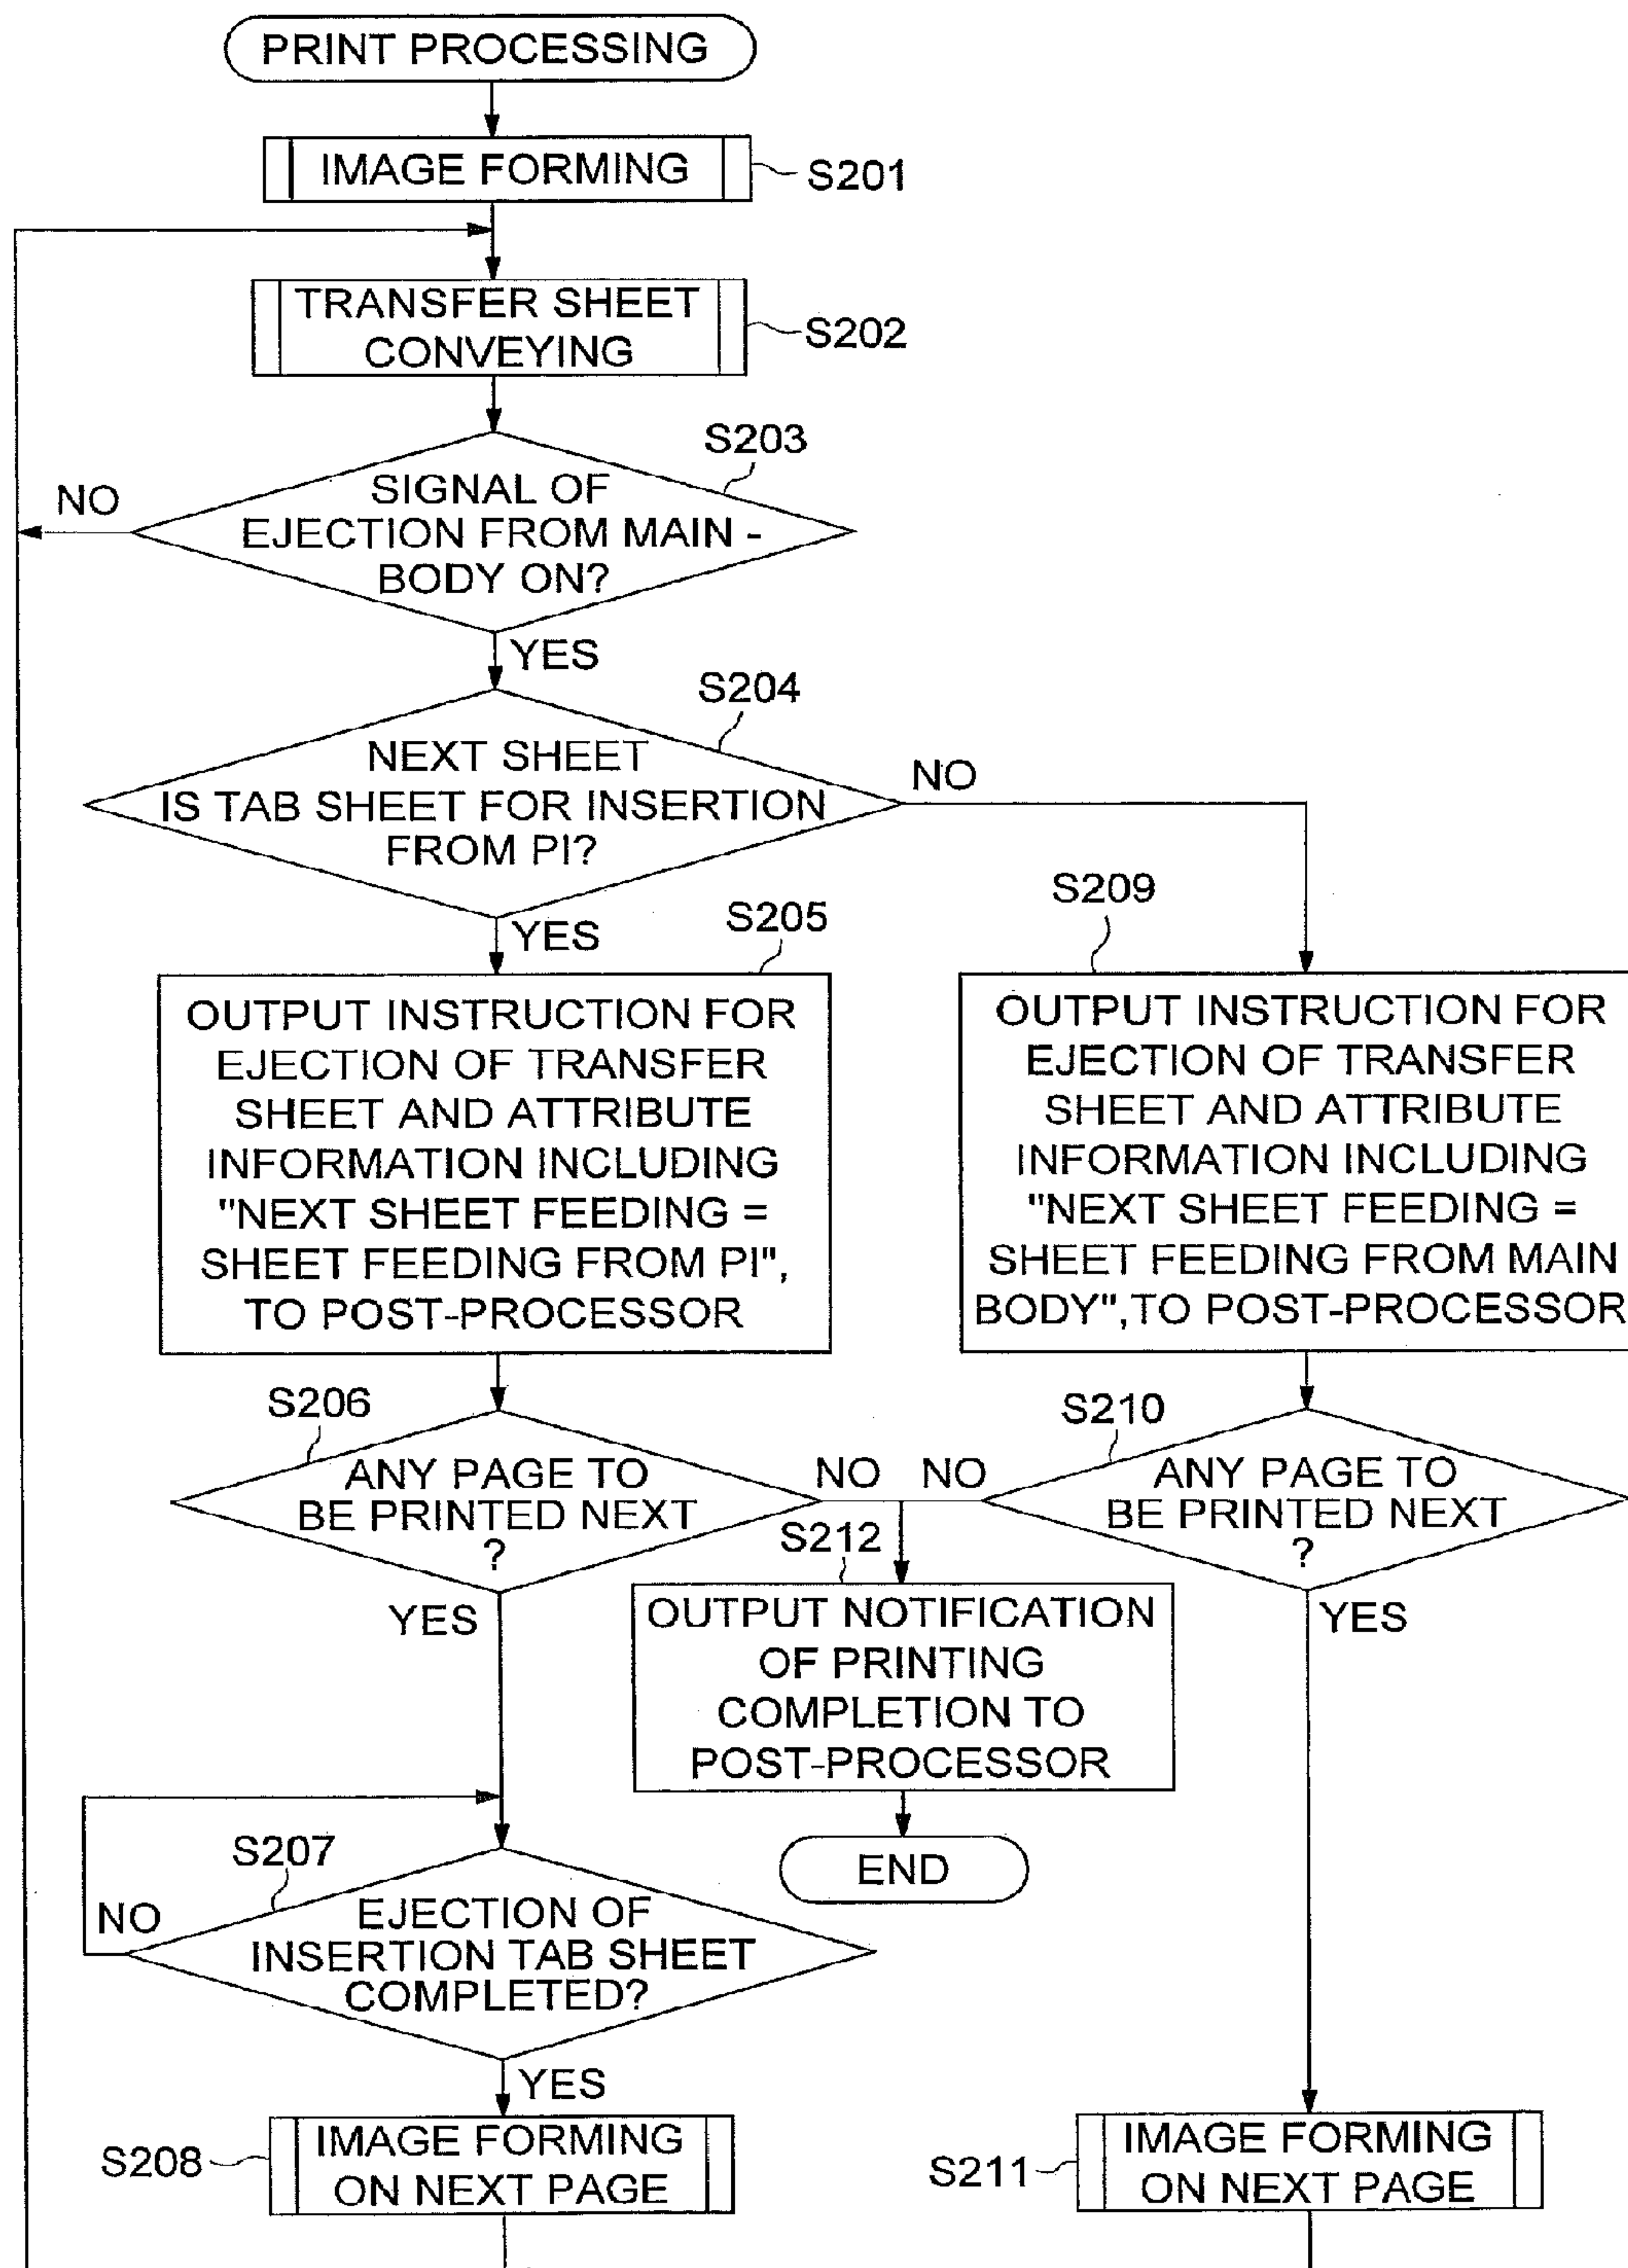 PRINT PROCESSING
IMAGE FORMING
S201
TRANSFER SHEET
CONVEYING
S202
S203
NO
SIGNAL OF
EJECTION FROM MAIN -
BODY ON?
YES
S204
NEXT SHEET
IS TAB SHEET FOR INSERTION
FROM PI?
NO
YES
S205
OUTPUT INSTRUCTION FOR
EJECTION OF TRANSFER
SHEET AND ATTRIBUTE
INFORMATION INCLUDING
"NEXT SHEET FEEDING =
SHEET FEEDING FROM PI",
TO POST-PROCESSOR
S209
OUTPUT INSTRUCTION FOR
EJECTION OF TRANSFER
SHEET AND ATTRIBUTE
INFORMATION INCLUDING
"NEXT SHEET FEEDING =
SHEET FEEDING FROM MAIN
BODY",TO POST-PROCESSOR
S206
ANY PAGE TO
BE PRINTED NEXT
?
NO
NO
S210
ANY PAGE TO
BE PRINTED NEXT
?
YES
S212
OUTPUT NOTIFICATION
OF PRINTING
COMPLETION TO
POST-PROCESSOR
YES
END
S207
NO
EJECTION OF
INSERTION TAB SHEET
COMPLETED?
YES
S208
IMAGE FORMING
ON NEXT PAGE
S211
IMAGE FORMING
ON NEXT PAGE